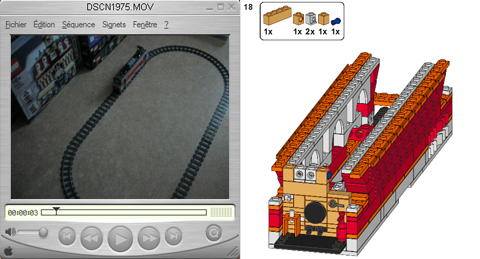 DSCN1975.MOV
Fichier Édition Séquence Signets Fenêtre ?
00:00:03
18
1x 1x 2x 1x 1x